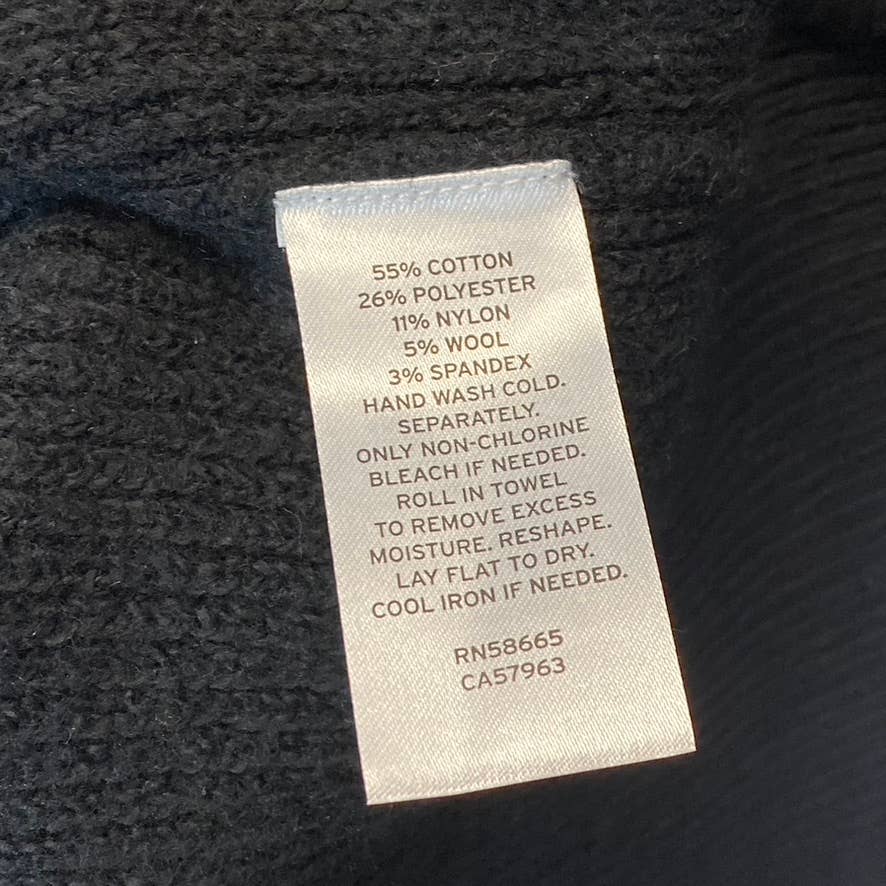 55% COTTON
26% POLYESTER
11% NYLON
5% WOOL
3% SPANDEX
HAND WASH COLD.
SEPARATELY.
ONLY NON-CHLORINE
BLEACH IF NEEDED.
ROLL IN TOWEL
TO REMOVE EXCESS
MOISTURE. RESHAPE.
LAY FLAT TO DRY.
COOL IRON IF NEEDED.
RN58665
CA57963